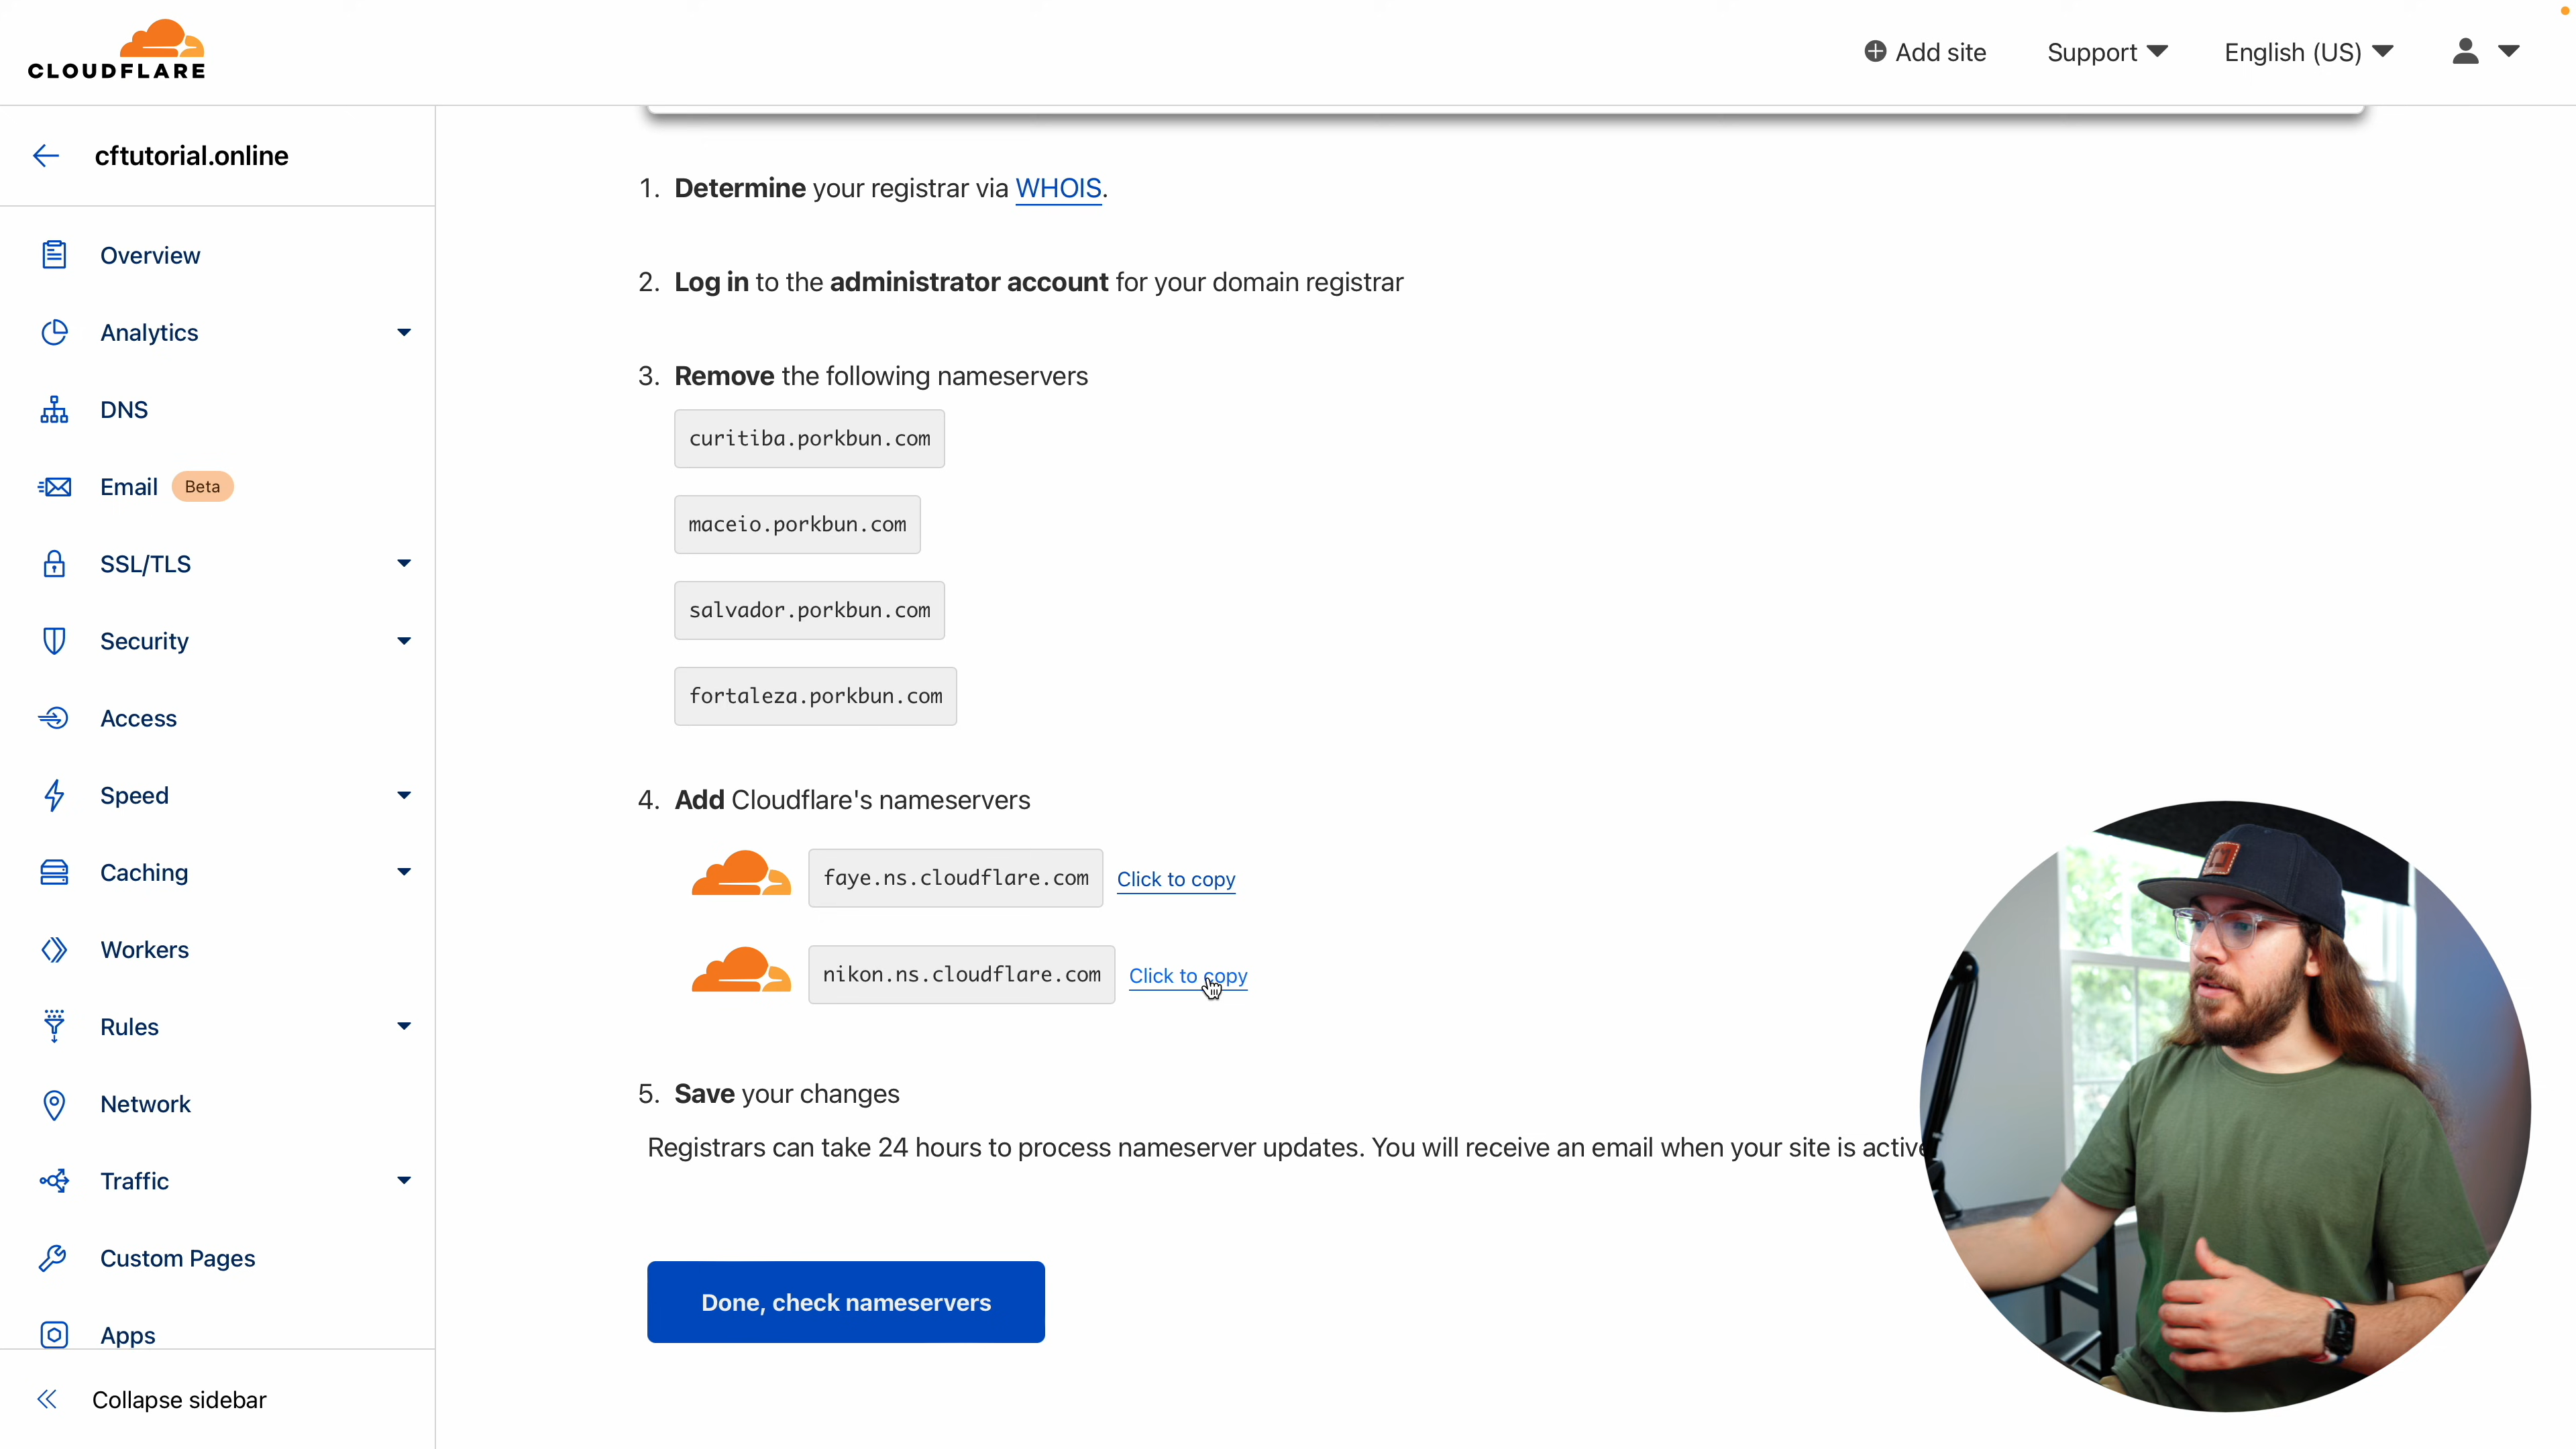 CLOUDFLARE
Add site
Support
English (US)
cftutorial.online
Overview
Analytics
DNS
Email Beta
SSL/TLS
Security
Access
Speed
Caching
Workers
Rules
Network
Traffic
Custom Pages
Apps
Collapse sidebar
1. Determine your registrar via WHOIS.
2. Log in to the administrator account for your domain registrar
3. Remove the following nameservers
curitiba.porkbun.com
maceio.porkbun.com
salvador.porkbun.com
fortaleza.porkbun.com
4. Add Cloudflare's nameservers
faye.ns.cloudflare.com Click to copy
nikon.ns.cloudflare.com Click to copy
5. Save your changes
Registrars can take 24 hours to process nameserver updates. You will receive an email when your site is active
Done, check nameservers